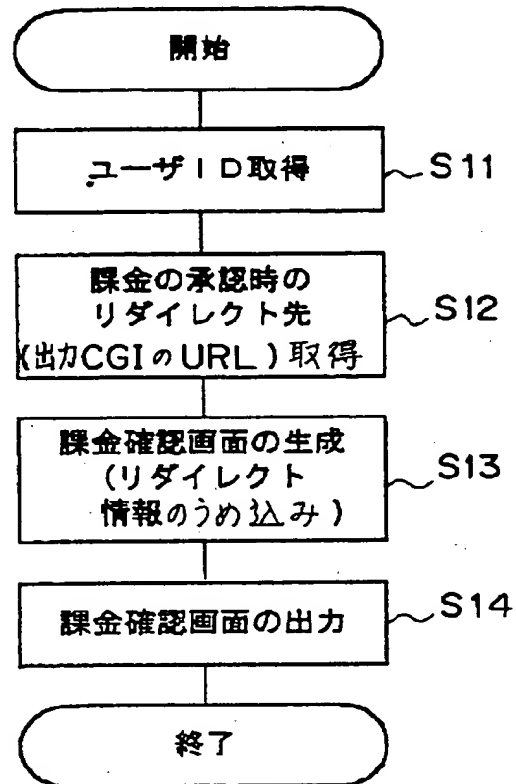 開始
ユーザID取得
S11
課金の承認時の
リダイレクト先
(出力CGIのURL)取得
S12
課金確認画面の生成
(リダイレクト
情報のうめ込み)
S13
課金確認画面の出力
S14
終了